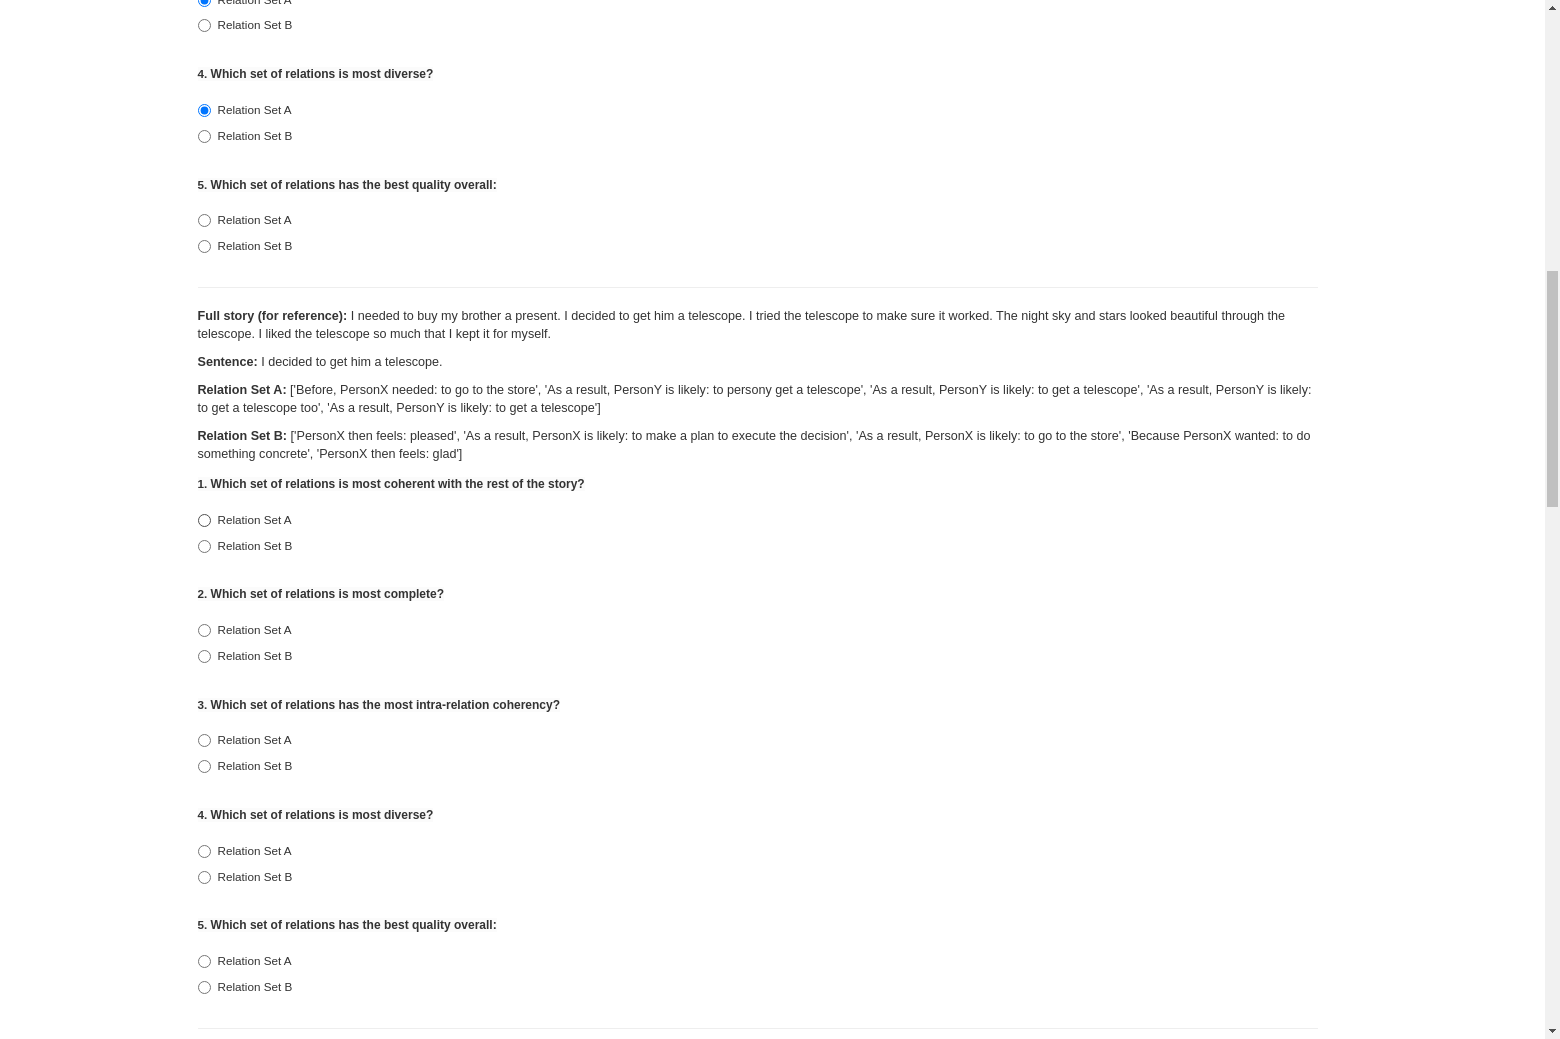 Relation Set A
Relation Set B
4. Which set of relations is most diverse?
Relation Set A
Relation Set B
5. Which set of relations has the best quality overall:
Relation Set A
Relation Set B
Full story (for reference): I needed to buy my brother a present. I decided to get him a telescope. I tried the telescope to make sure it worked. The night sky and stars looked beautiful through the
telescope. I liked the telescope so much that I kept it for myself.
Sentence: I decided to get him a telescope.
Relation Set A: ['Before, PersonX needed: to go to the store', 'As a result, PersonY is likely: to persony get a telescope', 'As a result, PersonY is likely: to get a telescope', 'As a result, PersonY is likely:
to get a telescope too', 'As a result, PersonY is likely: to get a telescope']
Relation Set B: ['PersonX then feels: pleased', 'As a result, PersonX is likely: to make a plan to execute the decision', 'As a result, PersonX is likely: to go to the store', 'Because PersonX wanted: to do
something concrete', 'PersonX then feels: glad']
1. Which set of relations is most coherent with the rest of the story?
Relation Set A
Relation Set B
2. Which set of relations is most complete?
Relation Set A
Relation Set B
3. Which set of relations has the most intra-relation coherency?
Relation Set A
Relation Set B
4. Which set of relations is most diverse?
Relation Set A
Relation Set B
5. Which set of relations has the best quality overall:
Relation Set A
Relation Set B